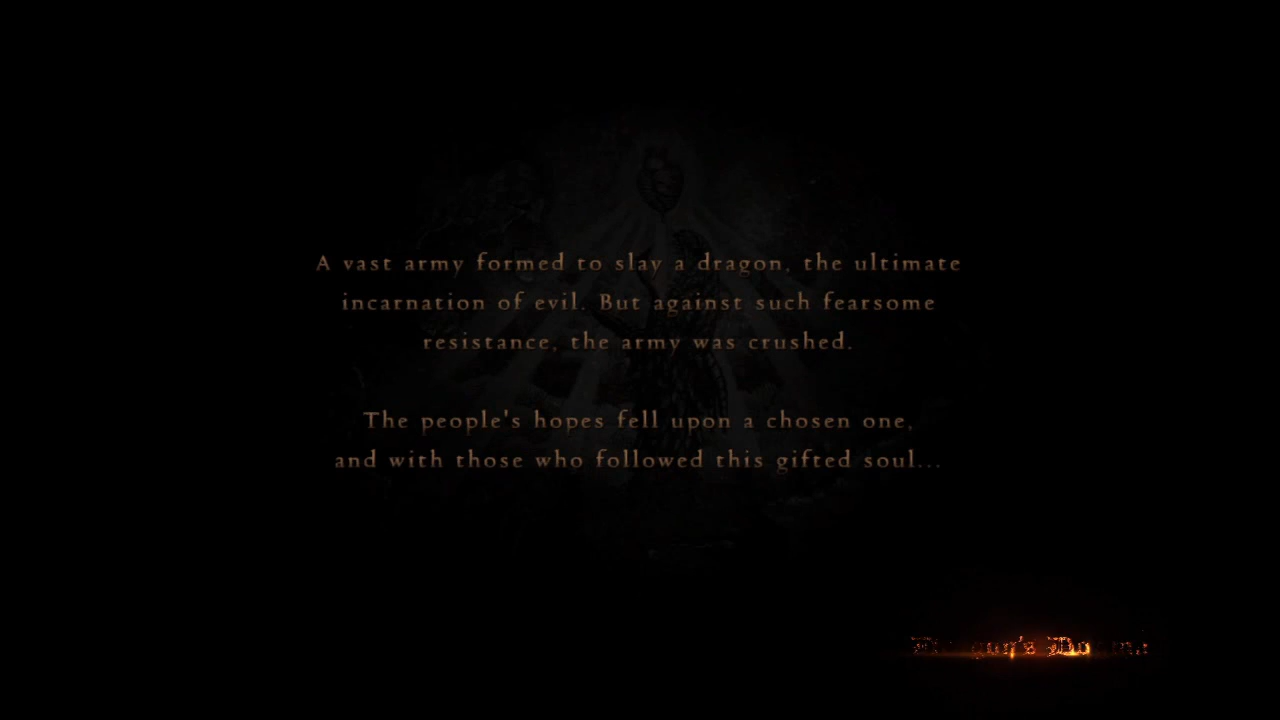 A vast army formed to slay a dragon, the ultimate
incarnation of evil. But against such fearsome
resistance, the army was crushed.
The people's hopes fell upon a chosen one,
and with those who followed this gifted soul...